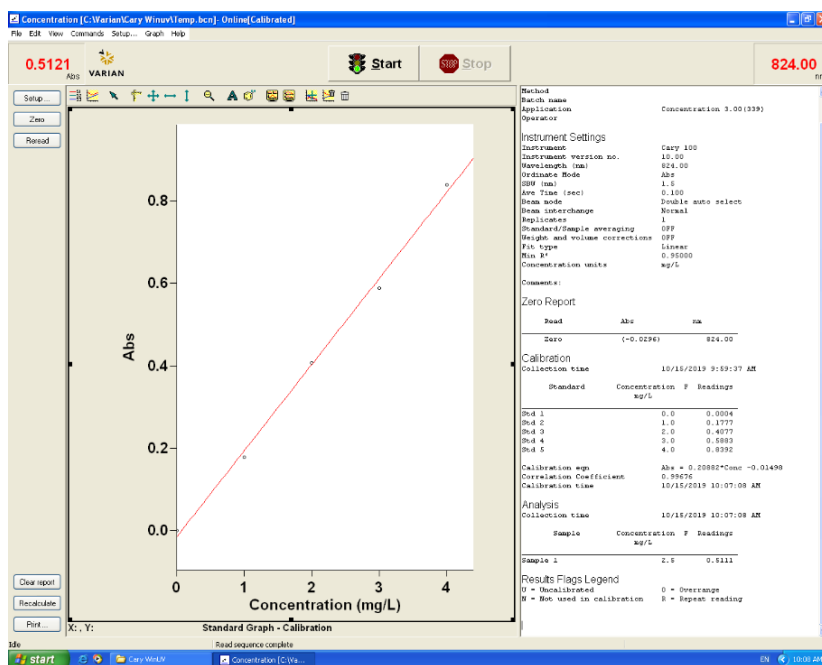 Concentration [C:\Varian\Cary Winuv\Temp.bcn]- Online[Calibrated]
File Edit View Commands Setup... Graph Help
0.5121
Abs
VARIAN
Start
STOP Stop
824.00
nm
Setup...
Zero
Reread
Clear report
Recalculate
Print...
0.8
0.6
0.4
0.2
0.0
Abs
0 1 2 3 4
Concentration (mg/L)
X: , Y: Standard Graph - Calibration
Method
Batch name
Application Concentration 3.00(339)
Operator
Instrument Settings
Instrument Cary 100
Instrument version no. 10.00
Wavelength (nm) 824.00
Ordinate Mode Abs
SBW (nm) 1.5
Ave Time (sec) 0.100
Beam mode Double auto select
Beam interchange Normal
Replicates 1
Standard/Sample averaging OFF
Weight and volume corrections OFF
Fit type Linear
Min R² 0.95000
Concentration units mg/L
Comments:
Zero Report
Read Abs nm
Zero (-0.0296) 824.00
Calibration
Collection time 10/15/2019 9:59:37 AM
Standard Concentration F Readings
mg/L
Std 1 0.0 0.0004
Std 2 1.0 0.1777
Std 3 2.0 0.4077
Std 4 3.0 0.5883
Std 5 4.0 0.8392
Calibration eqn Abs = 0.20882*Conc -0.01498
Correlation Coefficient 0.99676
Calibration time 10/15/2019 10:07:08 AM
Analysis
Collection time 10/15/2019 10:07:08 AM
Sample Concentration F Readings
mg/L
Sample 1 2.5 0.5111
Results Flags Legend
U = Uncalibrated O = Overrange
N = Not used in calibration R = Repeat reading
Idle Read sequence complete
start Cary WinUV Concentration [C:\Va... EN 10:08 AM